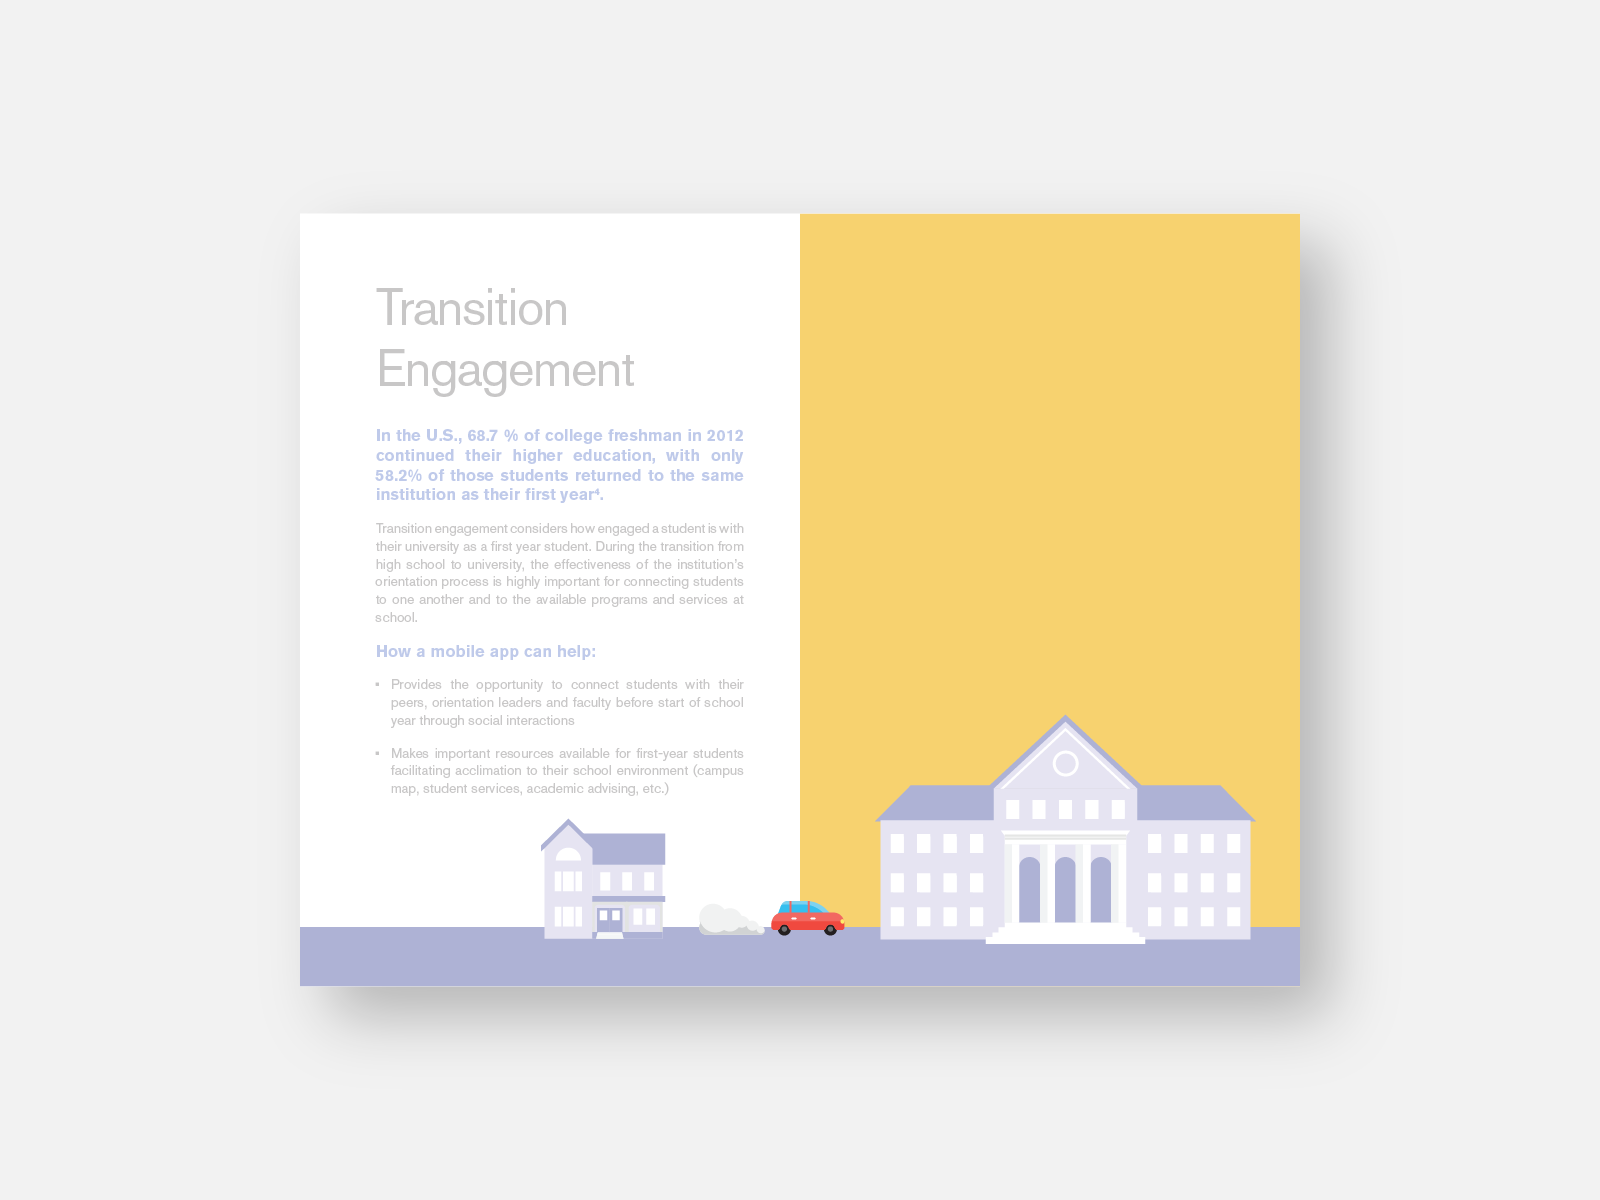 Transition
Engagement
In the U.S., 68.7 % of college freshman in 2012
continued their higher education, with only
58.2% of those students returned to the same
institution as their first year⁴.
Transition engagement considers how engaged a student is with
their university as a first year student. During the transition from
high school to university, the effectiveness of the institution's
orientation process is highly important for connecting students
to one another and to the available programs and services at
school.
How a mobile app can help:
▪ Provides the opportunity to connect students with their
peers, orientation leaders and faculty before start of school
year through social interactions
▪ Makes important resources available for first-year students
facilitating acclimation to their school environment (campus
map, student services, academic advising, etc.)